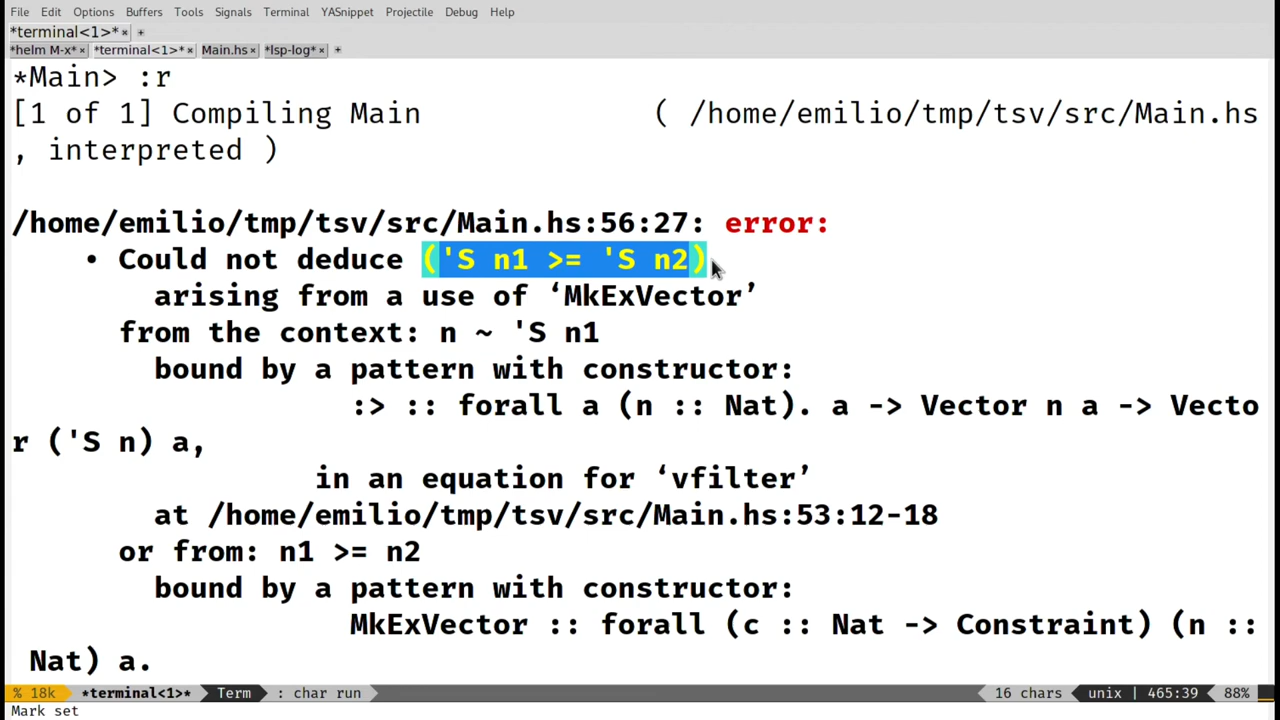 File Edit Options Buffers Tools Signals Terminal YASnippet Projectile Debug Help
*terminal<1>* × +
*helm M-x* × *terminal<1>* × Main.hs × *lsp-log* × +
*Main> :r
[1 of 1] Compiling Main ( /home/emilio/tmp/tsv/src/Main.hs
, interpreted )
/home/emilio/tmp/tsv/src/Main.hs:56:27: error:
• Could not deduce ('S n1 >= 'S n2)
arising from a use of ‘MkExVector’
from the context: n ~ 'S n1
bound by a pattern with constructor:
:> :: forall a (n :: Nat). a -> Vector n a -> Vecto
r ('S n) a,
in an equation for ‘vfilter’
at /home/emilio/tmp/tsv/src/Main.hs:53:12-18
or from: n1 >= n2
bound by a pattern with constructor:
MkExVector :: forall (c :: Nat -> Constraint) (n ::
Nat) a.
% 18k *terminal<1>* Term : char run 16 chars unix | 465:39 88%
Mark set